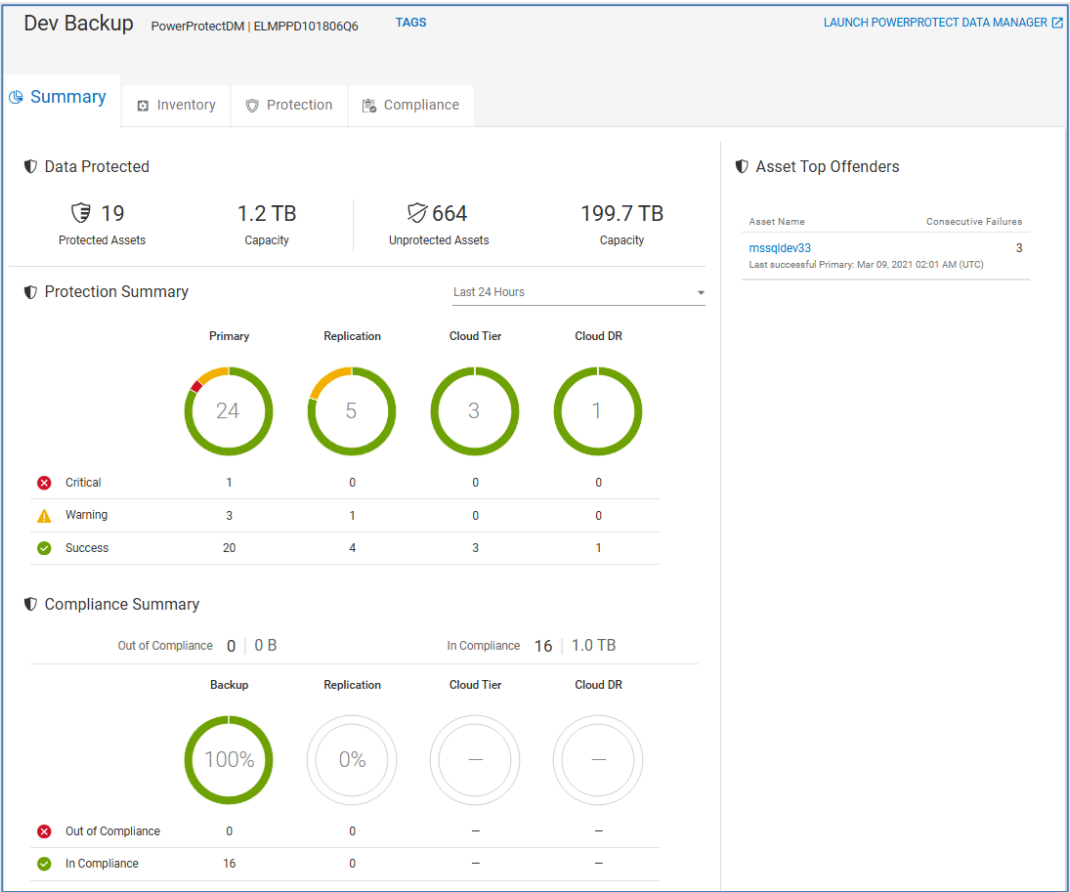 Dev Backup PowerProtectDM | ELMPPD101806Q6 TAGS LAUNCH POWERPROTECT DATA MANAGER
Summary Inventory Protection Compliance
Data Protected
19 1.2 TB 664 199.7 TB
Protected Assets Capacity Unprotected Assets Capacity
Protection Summary Last 24 Hours
Primary Replication Cloud Tier Cloud DR
24 5 3 1
Critical 1 0 0 0
Warning 3 1 0 0
Success 20 4 3 1
Compliance Summary
Out of Compliance 0 | 0 B In Compliance 16 | 1.0 TB
Backup Replication Cloud Tier Cloud DR
100% 0% — —
Out of Compliance 0 0 – –
In Compliance 16 0 – –
Asset Top Offenders
Asset Name Consecutive Failures
mssqldev33 3
Last successful Primary: Mar 09, 2021 02:01 AM (UTC)